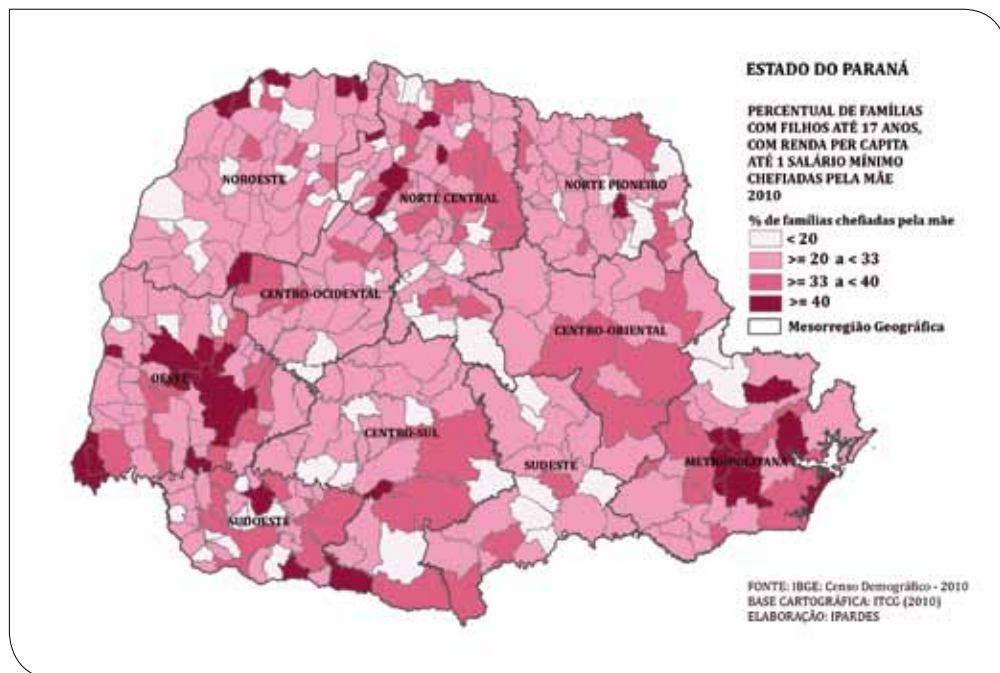 ESTADO DO PARANÁ
PERCENTUAL DE FAMÍLIAS
COM FILHOS ATÉ 17 ANOS,
COM RENDA PER CAPITA
ATÉ 1 SALÁRIO MÍNIMO
CHEFIADAS PELA MÃE
2010
% de famílias chefiadas pela mãe
< 20
>= 20 a < 33
>= 33 a < 40
>= 40
Mesorregião Geográfica
NOROESTE
NORTE CENTRAL
NORTE PIONEIRO
CENTRO-OCIDENTAL
CENTRO-ORIENTAL
OESTE
CENTRO-SUL
SUDESTE
METROPOLITANA
SUDOESTE
FONTE: IBGE: Censo Demográfico - 2010
BASE CARTOGRÁFICA: ITCG (2010)
ELABORAÇÃO: IPARDES